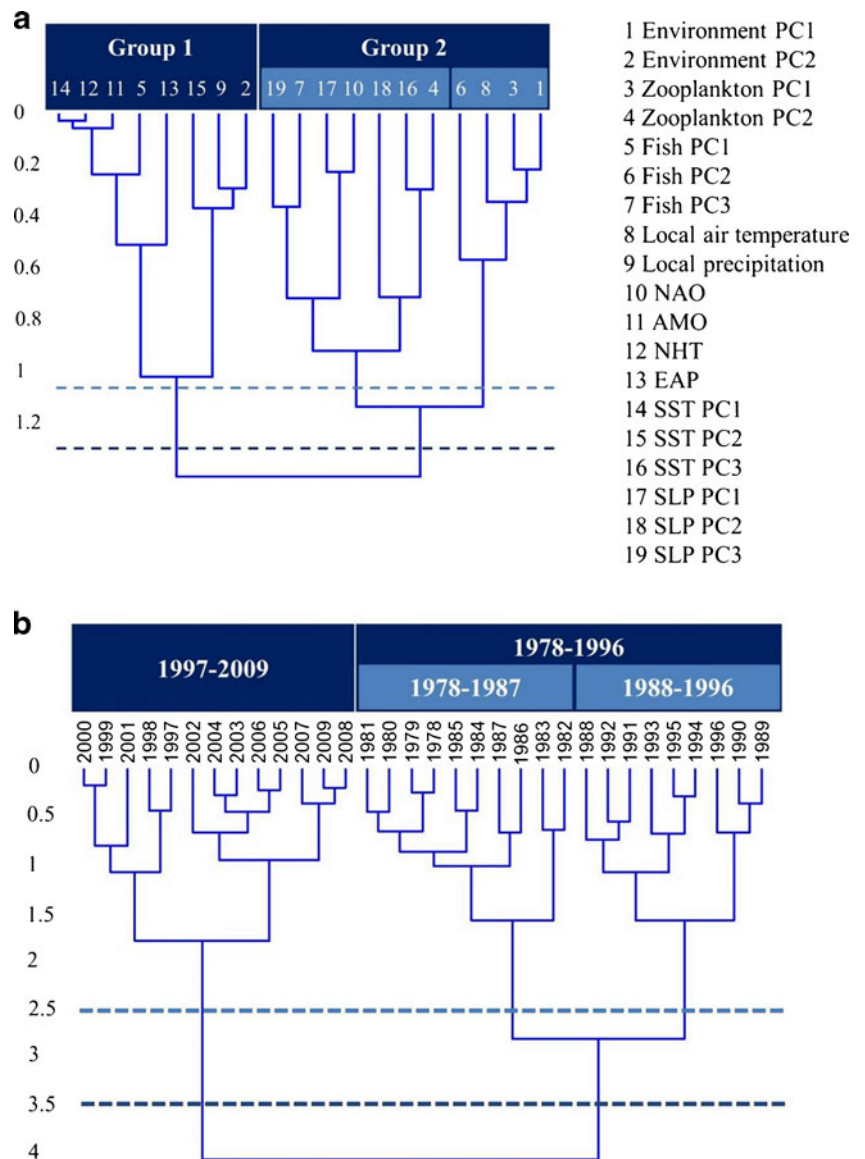 a
Group 1 Group 2
14 12 11 5 13 15 9 2 19 7 17 10 18 16 4 6 8 3 1
0
0.2
0.4
0.6
0.8
1
1.2
1 Environment PC1
2 Environment PC2
3 Zooplankton PC1
4 Zooplankton PC2
5 Fish PC1
6 Fish PC2
7 Fish PC3
8 Local air temperature
9 Local precipitation
10 NAO
11 AMO
12 NHT
13 EAP
14 SST PC1
15 SST PC2
16 SST PC3
17 SLP PC1
18 SLP PC2
19 SLP PC3
b
1997-2009
1978-1996
1978-1987 1988-1996
2000 1999 2001 1998 1997 2002 2004 2003 2006 2005 2007 2009 2008 1981 1980 1979 1978 1985 1984 1987 1986 1983 1982 1988 1992 1991 1993 1995 1994 1996 1990 1989
0
0.5
1
1.5
2
2.5
3
3.5
4